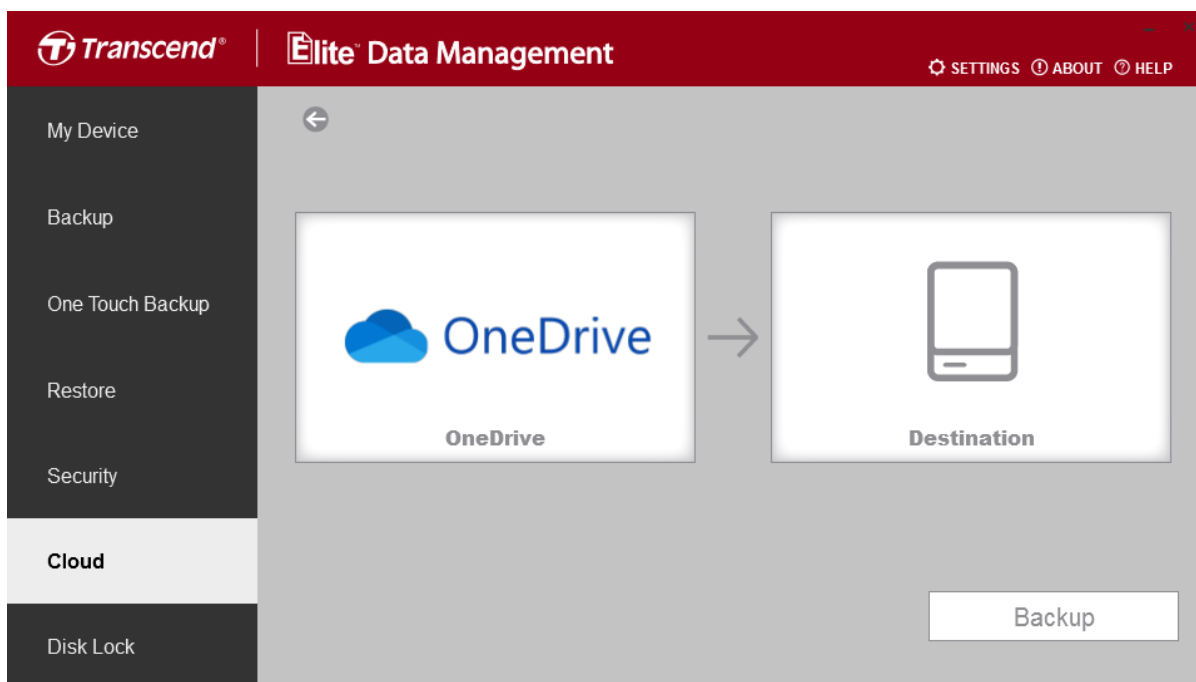 Transcend® Elite™ Data Management
SETTINGS ABOUT HELP
My Device
Backup
One Touch Backup
Restore
Security
Cloud
Disk Lock
OneDrive
OneDrive
Destination
Backup